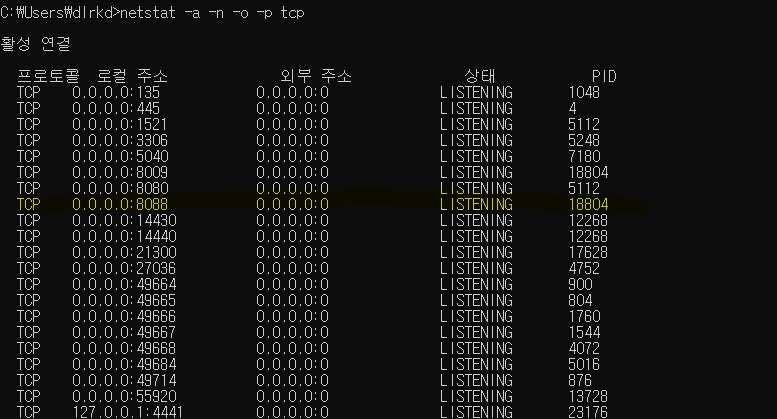 C:\Users\dlrkd>netstat -a -n -o -p tcp
활성 연결
프로토콜 로컬 주소 외부 주소 상태 PID
TCP 0.0.0.0:135 0.0.0.0:0 LISTENING 1048
TCP 0.0.0.0:445 0.0.0.0:0 LISTENING 4
TCP 0.0.0.0:1521 0.0.0.0:0 LISTENING 5112
TCP 0.0.0.0:3306 0.0.0.0:0 LISTENING 5248
TCP 0.0.0.0:5040 0.0.0.0:0 LISTENING 7180
TCP 0.0.0.0:8009 0.0.0.0:0 LISTENING 18804
TCP 0.0.0.0:8080 0.0.0.0:0 LISTENING 5112
TCP 0.0.0.0:8088 0.0.0.0:0 LISTENING 18804
TCP 0.0.0.0:14430 0.0.0.0:0 LISTENING 12268
TCP 0.0.0.0:14440 0.0.0.0:0 LISTENING 12268
TCP 0.0.0.0:21300 0.0.0.0:0 LISTENING 17628
TCP 0.0.0.0:27036 0.0.0.0:0 LISTENING 4752
TCP 0.0.0.0:49664 0.0.0.0:0 LISTENING 900
TCP 0.0.0.0:49665 0.0.0.0:0 LISTENING 804
TCP 0.0.0.0:49666 0.0.0.0:0 LISTENING 1760
TCP 0.0.0.0:49667 0.0.0.0:0 LISTENING 1544
TCP 0.0.0.0:49668 0.0.0.0:0 LISTENING 4072
TCP 0.0.0.0:49684 0.0.0.0:0 LISTENING 5016
TCP 0.0.0.0:49714 0.0.0.0:0 LISTENING 876
TCP 0.0.0.0:55920 0.0.0.0:0 LISTENING 13728
TCP 127.0.0.1:4441 0.0.0.0:0 LISTENING 23176